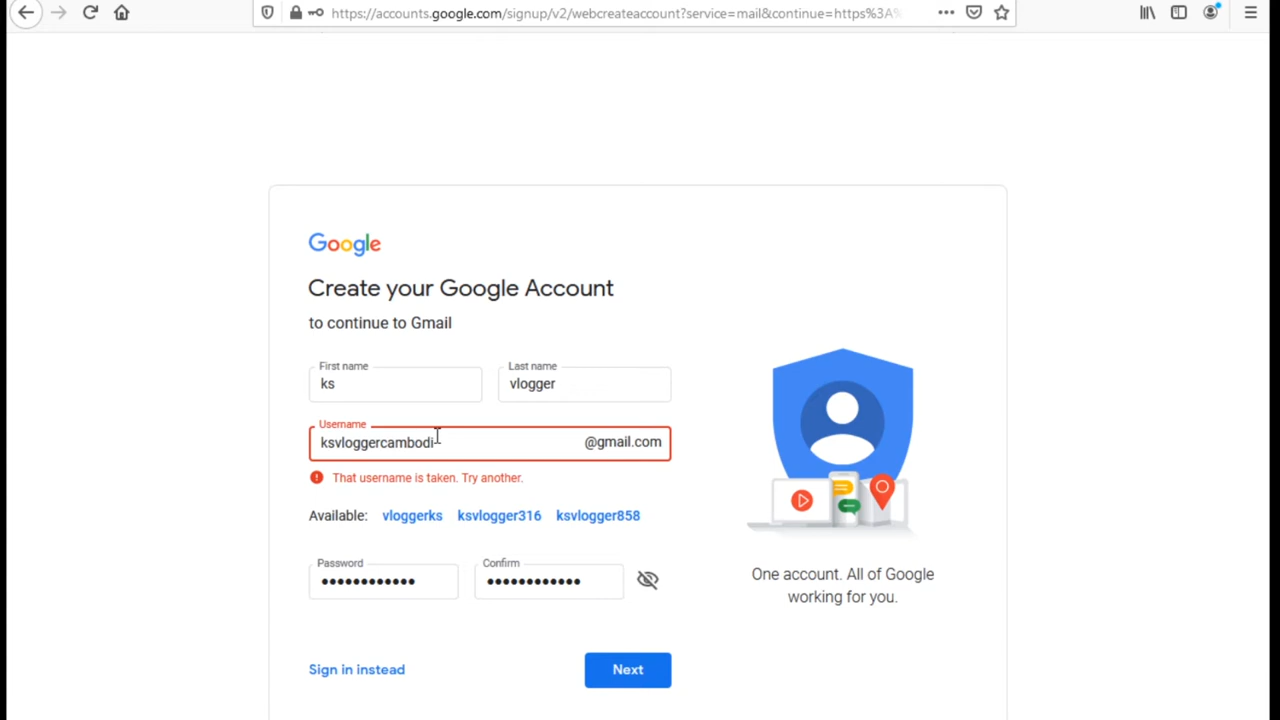 https://accounts.google.com/signup/v2/webcreateaccount?service=mail&continue=https%3A%
Google
Create your Google Account
to continue to Gmail
First name
Last name
ks
vlogger
Username
ksvloggercambodi
@gmail.com
That username is taken. Try another.
Available: vloggerks ksvlogger316 ksvlogger858
Password
Confirm
One account. All of Google
working for you.
Sign in instead
Next